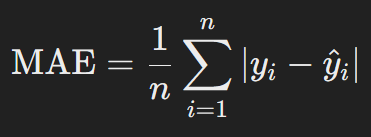 MAE = \frac{1}{n} \sum_{i=1}^{n} |y_i - \hat{y}_i|